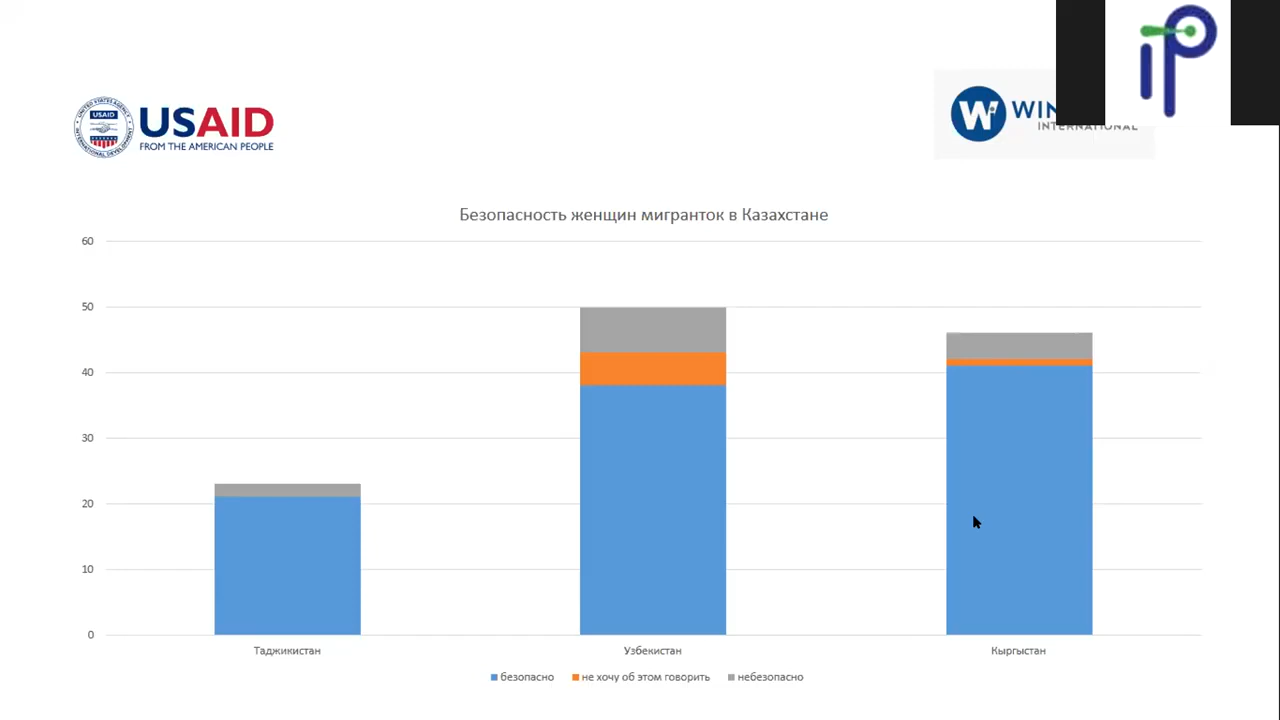 USAID
FROM THE AMERICAN PEOPLE
INTERNATIONAL
Безопасность женщин мигранток в Казахстане
60
50
40
30
20
10
0
Таджикистан
Узбекистан
Кыргыстан
безопасно
не хочу об этом говорить
небезопасно